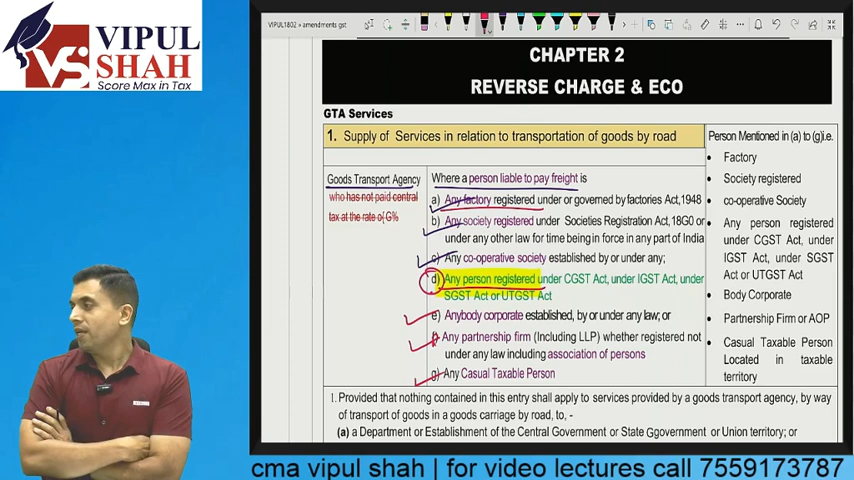 VIPUL
SHAH
VS
Score Max in Tax
VIPUL1802 + amendments gst
CHAPTER 2
REVERSE CHARGE & ECO
GTA Services
1. Supply of Services in relation to transportation of goods by road
Goods Transport Agency
who has not paid central
tax at the rate of G%
Where a person liable to pay freight is
a) Any factory registered under or governed by factories Act,1948
b) Any society registered under Societies Registration Act,18G0 or
under any other law for time being in force in any part of India
c) Any co-operative society established by or under any;
d) Any person registered under CGST Act, under IGST Act, under
SGST Act or UTGST Act
e) Anybody corporate established, by or under any law; or
f) Any partnership firm (Including LLP) whether registered not
under any law including association of persons
g) Any Casual Taxable Person
Person Mentioned in (a) to (g)i.e.
• Factory
• Society registered
• co-operative Society
• Any person registered
under CGST Act, under
IGST Act, under SGST
Act or UTGST Act
• Body Corporate
• Partnership Firm or AOP
• Casual Taxable Person
Located in taxable
territory
1. Provided that nothing contained in this entry shall apply to services provided by a goods transport agency, by way
of transport of goods in a goods carriage by road, to, -
(a) a Department or Establishment of the Central Government or State Ggovernment or Union territory; or
cma vipul shah | for video lectures call 7559173787